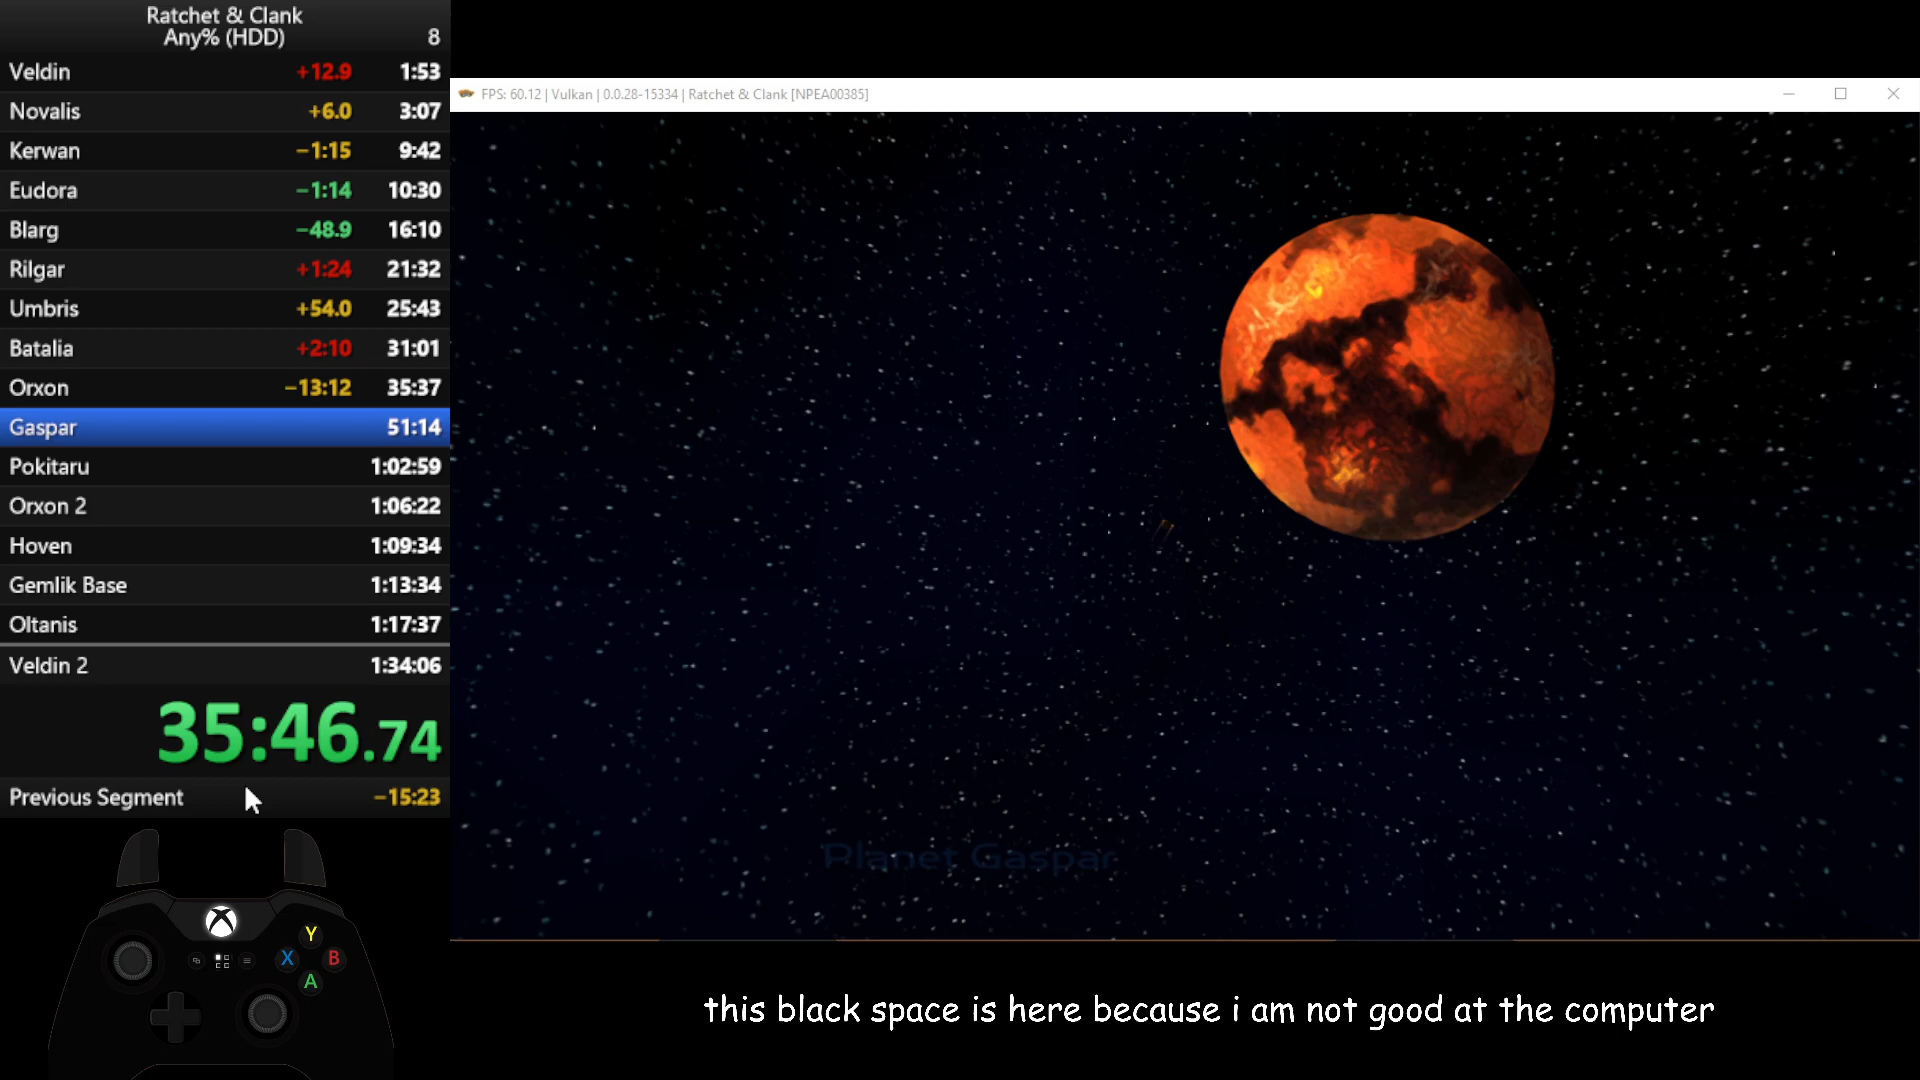 Ratchet & Clank
Any% (HDD) 8
Veldin +12.9 1:53
Novalis +6.0 3:07
Kerwan −1:15 9:42
Eudora −1:14 10:30
Blarg −48.9 16:10
Rilgar +1:24 21:32
Umbris +54.0 25:43
Batalia +2:10 31:01
Orxon −13:12 35:37
Gaspar 51:14
Pokitaru 1:02:59
Orxon 2 1:06:22
Hoven 1:09:34
Gemlik Base 1:13:34
Oltanis 1:17:37
Veldin 2 1:34:06
35:46.74
Previous Segment −15:23
Y
X B
A
FPS: 60.12 | Vulkan | 0.0.28-15334 | Ratchet & Clank [NPEA00385]
Planet Gaspar
this black space is here because i am not good at the computer